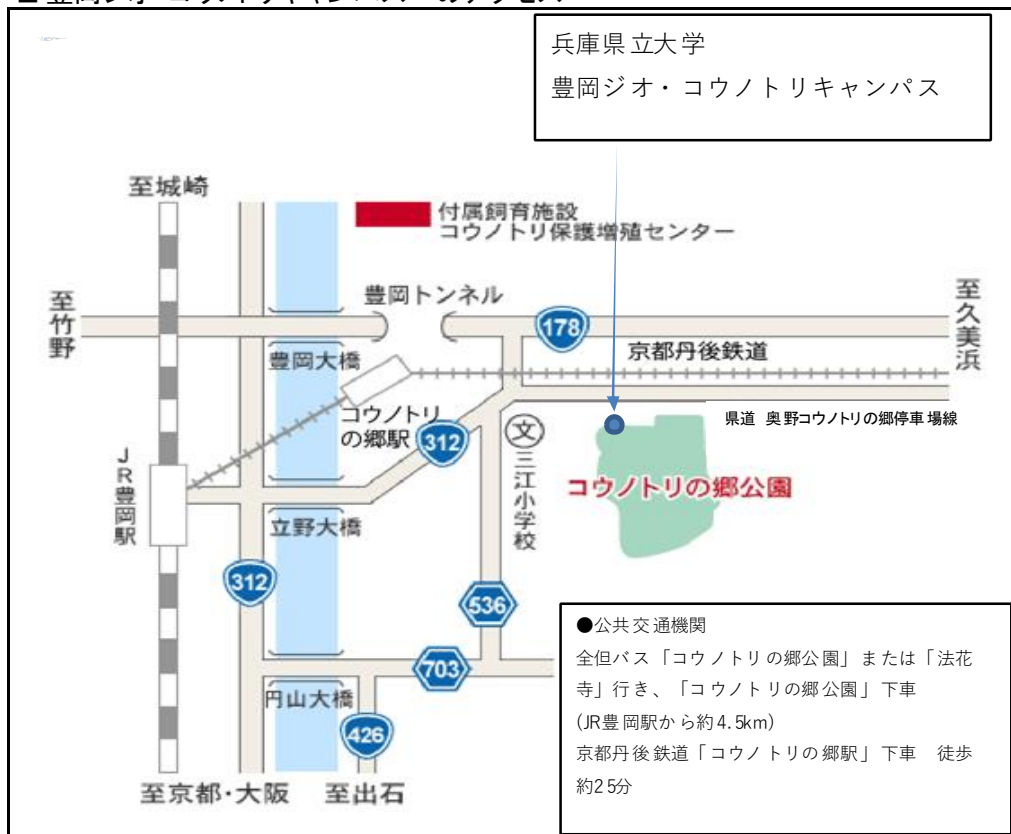 兵庫県立大学
豊岡ジオ・コウノトリキャンパス
至城崎
付属飼育施設
コウノトリ保護増殖センター
至竹野
豊岡トンネル
178
至久美浜
京都丹後鉄道
豊岡大橋
コウノトリ
の郷駅
312
県道 奥野コウノトリの郷停車場線
文
三江小学校
コウノトリの郷公園
JR豊岡駅
立野大橋
312
536
703
円山大橋
426
至京都・大阪
至出石
●公共交通機関
全但バス「コウノトリの郷公園」または「法花
寺」行き、「コウノトリの郷公園」下車
(JR豊岡駅から約4.5km)
京都丹後鉄道「コウノトリの郷駅」下車 徒歩
約25分